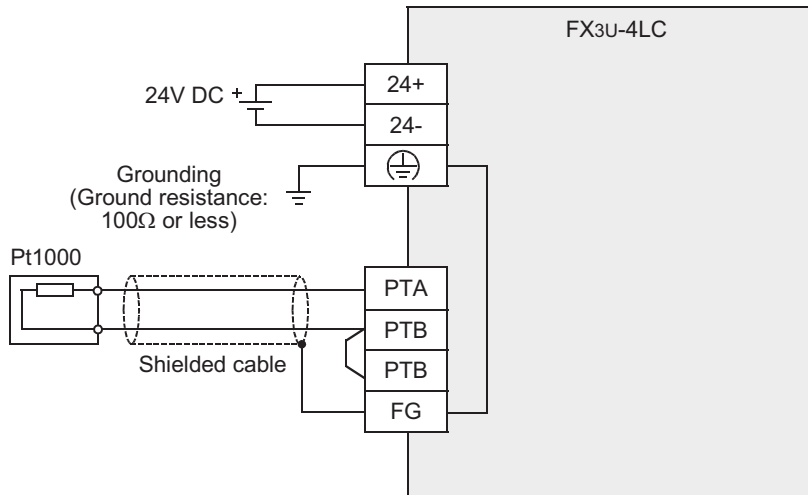 FX3U-4LC
24V DC
+
24+
24-
Grounding
(Ground resistance:
100Ω or less)
Pt1000
PTA
PTB
PTB
FG
Shielded cable